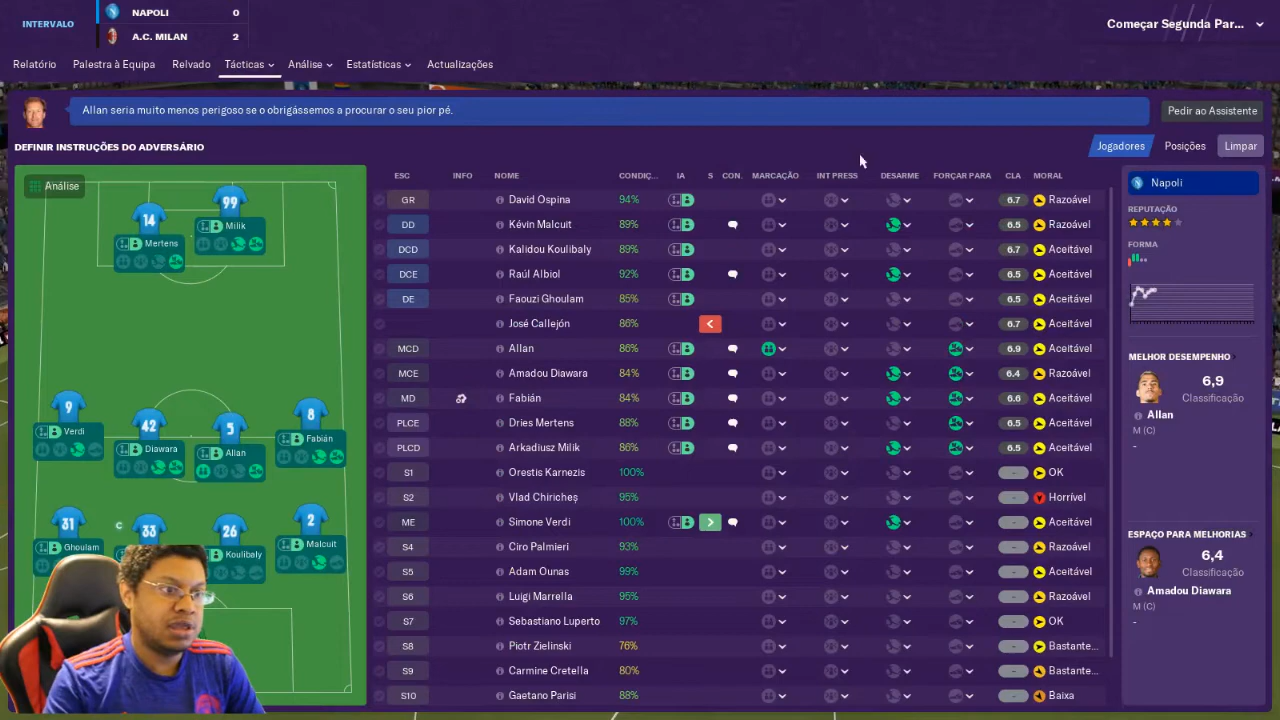 INTERVALO
NAPOLI 0
A.C. MILAN 2
Começar Segunda Par...
Relatório Palestra à Equipa Relvado Tácticas Análise Estatísticas Actualizações
Allan seria muito menos perigoso se o obrigássemos a procurar o seu pior pé.
Pedir ao Assistente
DEFINIR INSTRUÇÕES DO ADVERSÁRIO
Jogadores Posições Limpar
Análise
14 Mertens
99 Milik
9 Verdi
42 Diawara
5 Allan
8 Fabián
31 Ghoulam
C 33
26 Koulibaly
2 Malcuit
ESC INFO NOME CONDIÇ... IA S CON. MARCAÇÃO INT PRESS DESARME FORÇAR PARA CLA MORAL
GR David Ospina 94% 6.7 Razoável
DD Kévin Malcuit 89% 6.5 Razoável
DCD Kalidou Koulibaly 89% 6.7 Aceitável
DCE Raúl Albiol 92% 6.5 Aceitável
DE Faouzi Ghoulam 85% 6.5 Aceitável
José Callejón 86% 6.7 Aceitável
MCD Allan 86% 6.9 Aceitável
MCE Amadou Diawara 84% 6.4 Razoável
MD Fabián 84% 6.6 Aceitável
PLCE Dries Mertens 88% 6.5 Aceitável
PLCD Arkadiusz Milik 86% 6.5 Aceitável
S1 Orestis Karnezis 100% - OK
S2 Vlad Chiricheș 95% - Horrível
ME Simone Verdi 100% - Aceitável
S4 Ciro Palmieri 93% - Razoável
S5 Adam Ounas 99% - Aceitável
S6 Luigi Marrella 95% - Razoável
S7 Sebastiano Luperto 97% - OK
S8 Piotr Zielinski 76% - Bastante...
S9 Carmine Cretella 80% - Bastante...
S10 Gaetano Parisi 88% - Baixa
Napoli
REPUTAÇÃO
FORMA
MELHOR DESEMPENHO
6,9
Classificação
Allan
M (C)
-
ESPAÇO PARA MELHORIAS
6,4
Classificação
Amadou Diawara
M (C)
-